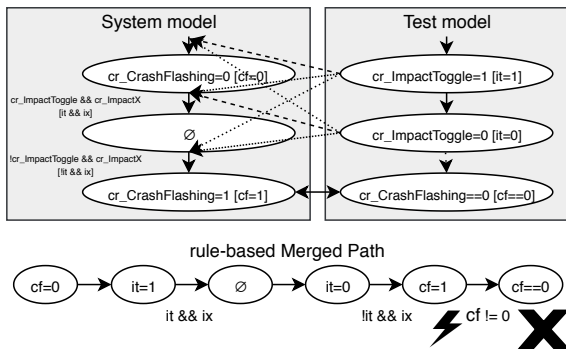 System model
Test model
cr_CrashFlashing=0 [cf=0]
cr_ImpactToggle=1 [it=1]
cr_ImpactToggle && cr_ImpactX
[it && ix]
∅
cr_ImpactToggle=0 [it=0]
!cr_ImpactToggle && cr_ImpactX
[!it && ix]
cr_CrashFlashing=1 [cf=1]
cr_CrashFlashing==0 [cf==0]
rule-based Merged Path
cf=0
it=1
∅
it=0
cf=1
cf==0
it && ix
!it && ix
cf != 0